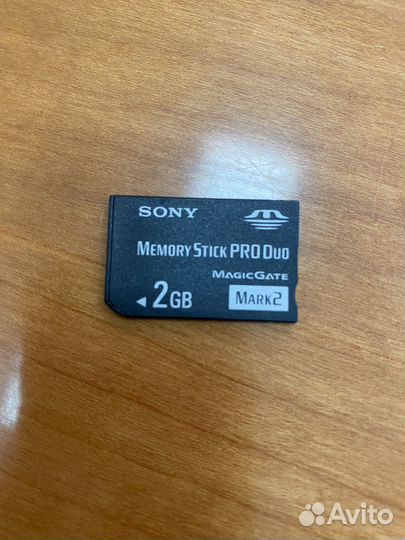 SONY
MEMORY STICK PRO DUO
MAGICGATE
2GB MARK2
Avito